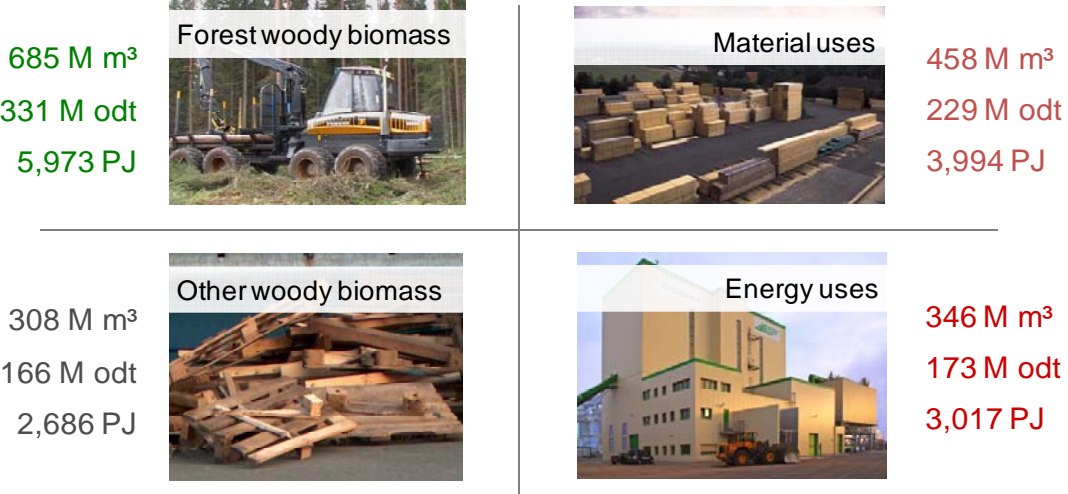 Forest woody biomass
685 M m³
331 M odt
5,973 PJ
Material uses
458 M m³
229 M odt
3,994 PJ
Other woody biomass
308 M m³
166 M odt
2,686 PJ
Energy uses
346 M m³
173 M odt
3,017 PJ